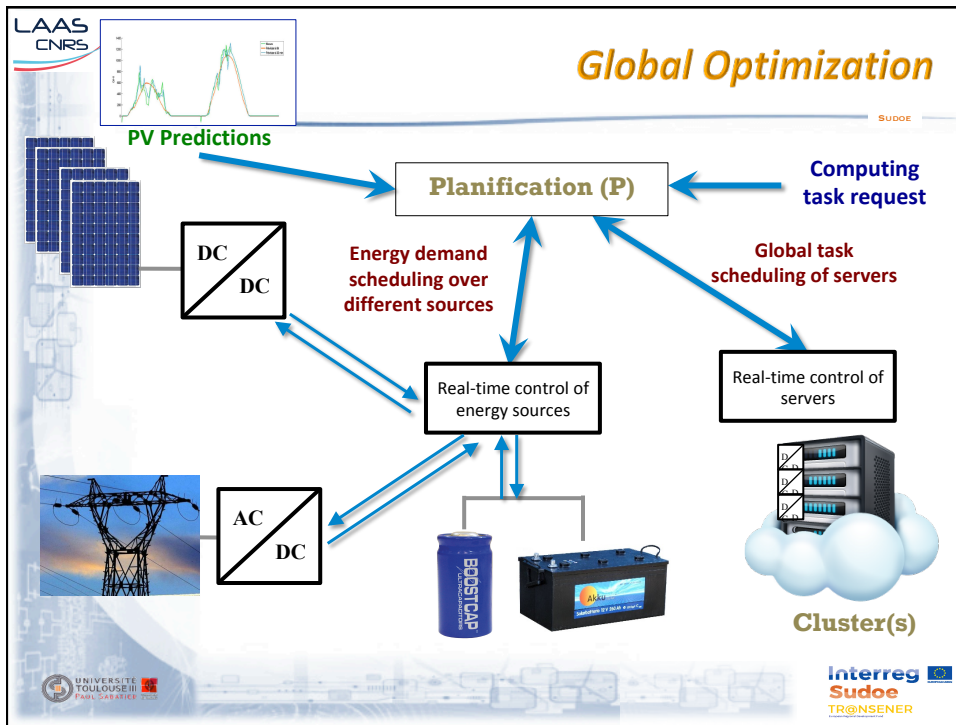 LAAS
CNRS
Global Optimization
SUDOE
PV Predictions
Planification (P)
Computing
task request
Energy demand
scheduling over
different sources
Global task
scheduling of servers
DC
DC
Real-time control of
energy sources
Real-time control of
servers
AC
DC
BOOSTCAP
ULTRACAPACITORS
Akku
D
C
D
C
D
C
Cluster(s)
UNIVERSITE
TOULOUSE III
PAUL SABATIER
Interreg
Sudoe
TR@NSENER